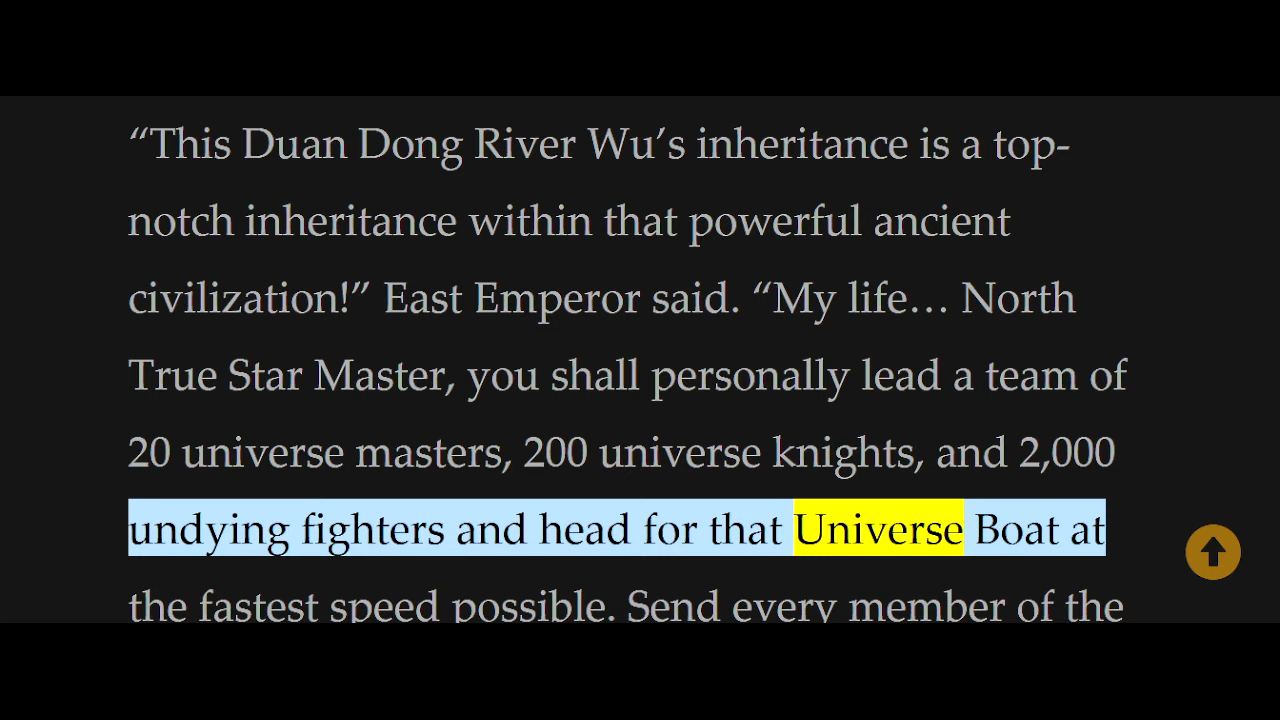 “This Duan Dong River Wu’s inheritance is a top-
notch inheritance within that powerful ancient
civilization!” East Emperor said. “My life… North
True Star Master, you shall personally lead a team of
20 universe masters, 200 universe knights, and 2,000
undying fighters and head for that Universe Boat at
the fastest speed possible. Send every member of the